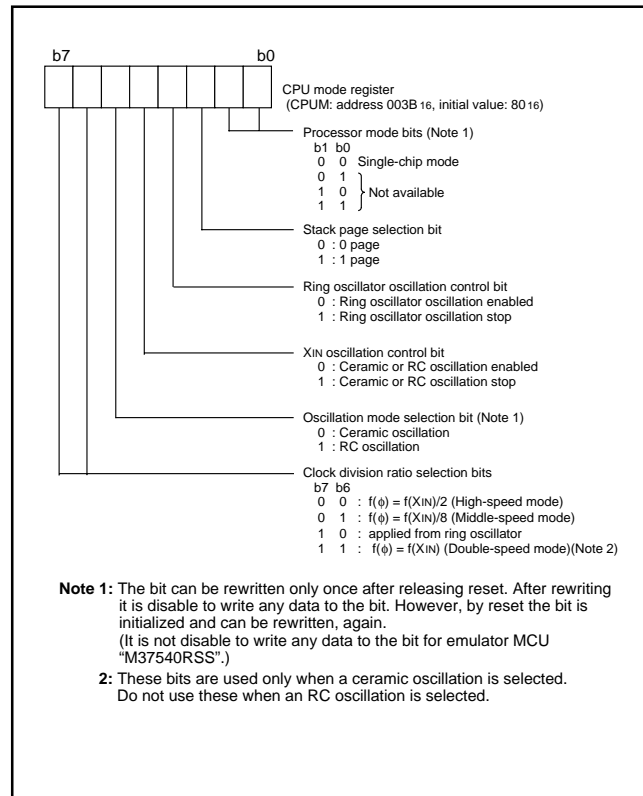 b7 b0
CPU mode register
(CPUM: address 003B16, initial value: 8016)
Processor mode bits (Note 1)
b1 b0
0 0 Single-chip mode
0 1
1 0 Not available
1 1
Stack page selection bit
0 : 0 page
1 : 1 page
Ring oscillator oscillation control bit
0 : Ring oscillator oscillation enabled
1 : Ring oscillator oscillation stop
XIN oscillation control bit
0 : Ceramic or RC oscillation enabled
1 : Ceramic or RC oscillation stop
Oscillation mode selection bit (Note 1)
0 : Ceramic oscillation
1 : RC oscillation
Clock division ratio selection bits
b7 b6
0 0 : f(φ) = f(XIN)/2 (High-speed mode)
0 1 : f(φ) = f(XIN)/8 (Middle-speed mode)
1 0 : applied from ring oscillator
1 1 : f(φ) = f(XIN) (Double-speed mode)(Note 2)
Note 1: The bit can be rewritten only once after releasing reset. After rewriting
it is disable to write any data to the bit. However, by reset the bit is
initialized and can be rewritten, again.
(It is not disable to write any data to the bit for emulator MCU
“M37540RSS”.)
2: These bits are used only when a ceramic oscillation is selected.
Do not use these when an RC oscillation is selected.